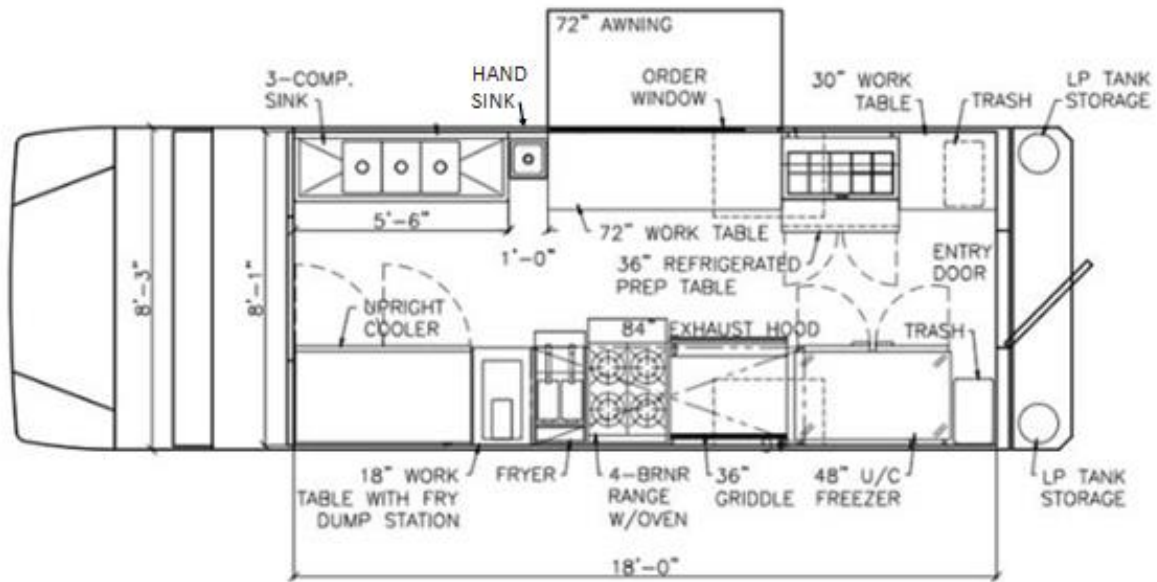 72" AWNING
3-COMP.
SINK
HAND
SINK
ORDER
WINDOW
30" WORK
TABLE
TRASH
LP TANK
STORAGE
5'-6"
1'-0"
72" WORK TABLE
36" REFRIGERATED
PREP TABLE
ENTRY
DOOR
8'-3"
8'-1"
UPRIGHT
COOLER
84" EXHAUST HOOD
TRASH
18" WORK
TABLE WITH FRY
DUMP STATION
FRYER
4-BRNR
RANGE
W/OVEN
36"
GRIDDLE
48" U/C
FREEZER
LP TANK
STORAGE
18'-0"